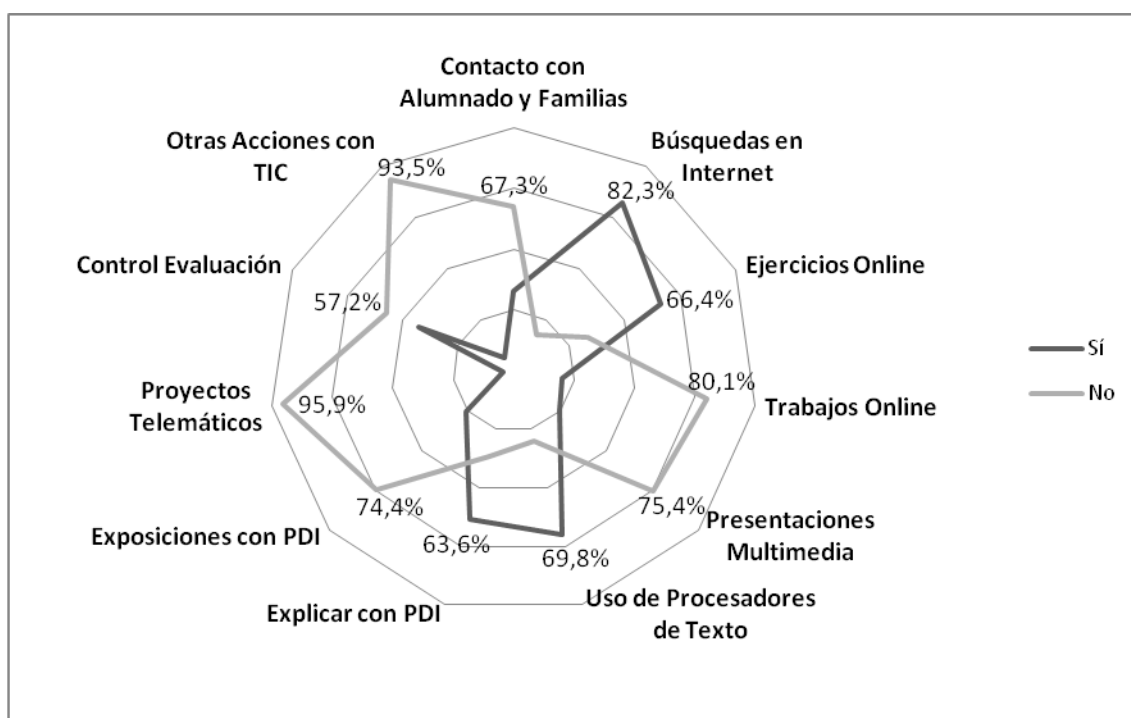 Contacto con
Alumnado y Familias
67,3%
Búsquedas en
Internet
82,3%
Ejercicios Online
66,4%
Trabajos Online
80,1%
Presentaciones
Multimedia
75,4%
Uso de Procesadores
de Texto
69,8%
Explicar con PDI
63,6%
Exposiciones con PDI
74,4%
Proyectos
Telemáticos
95,9%
Control Evaluación
57,2%
Otras Acciones con
TIC
93,5%
Sí
No